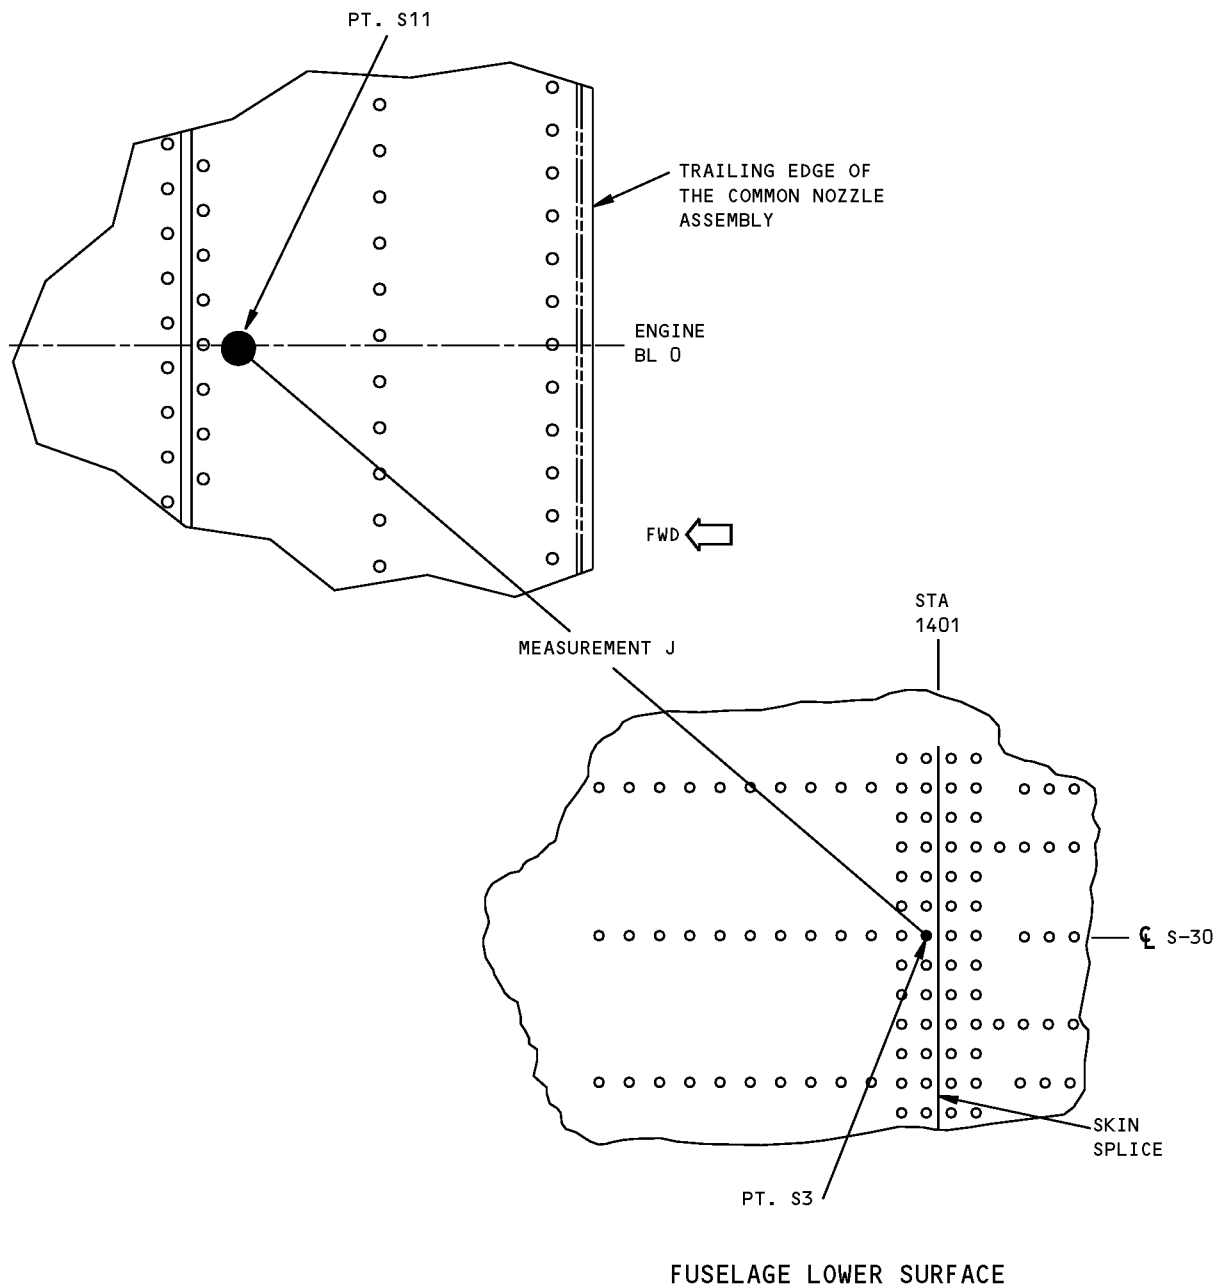 PT. S11
TRAILING EDGE OF
THE COMMON NOZZLE
ASSEMBLY
ENGINE
BL 0
FWD
STA
1401
MEASUREMENT J
℄ S-30
SKIN
SPLICE
PT. S3
FUSELAGE LOWER SURFACE